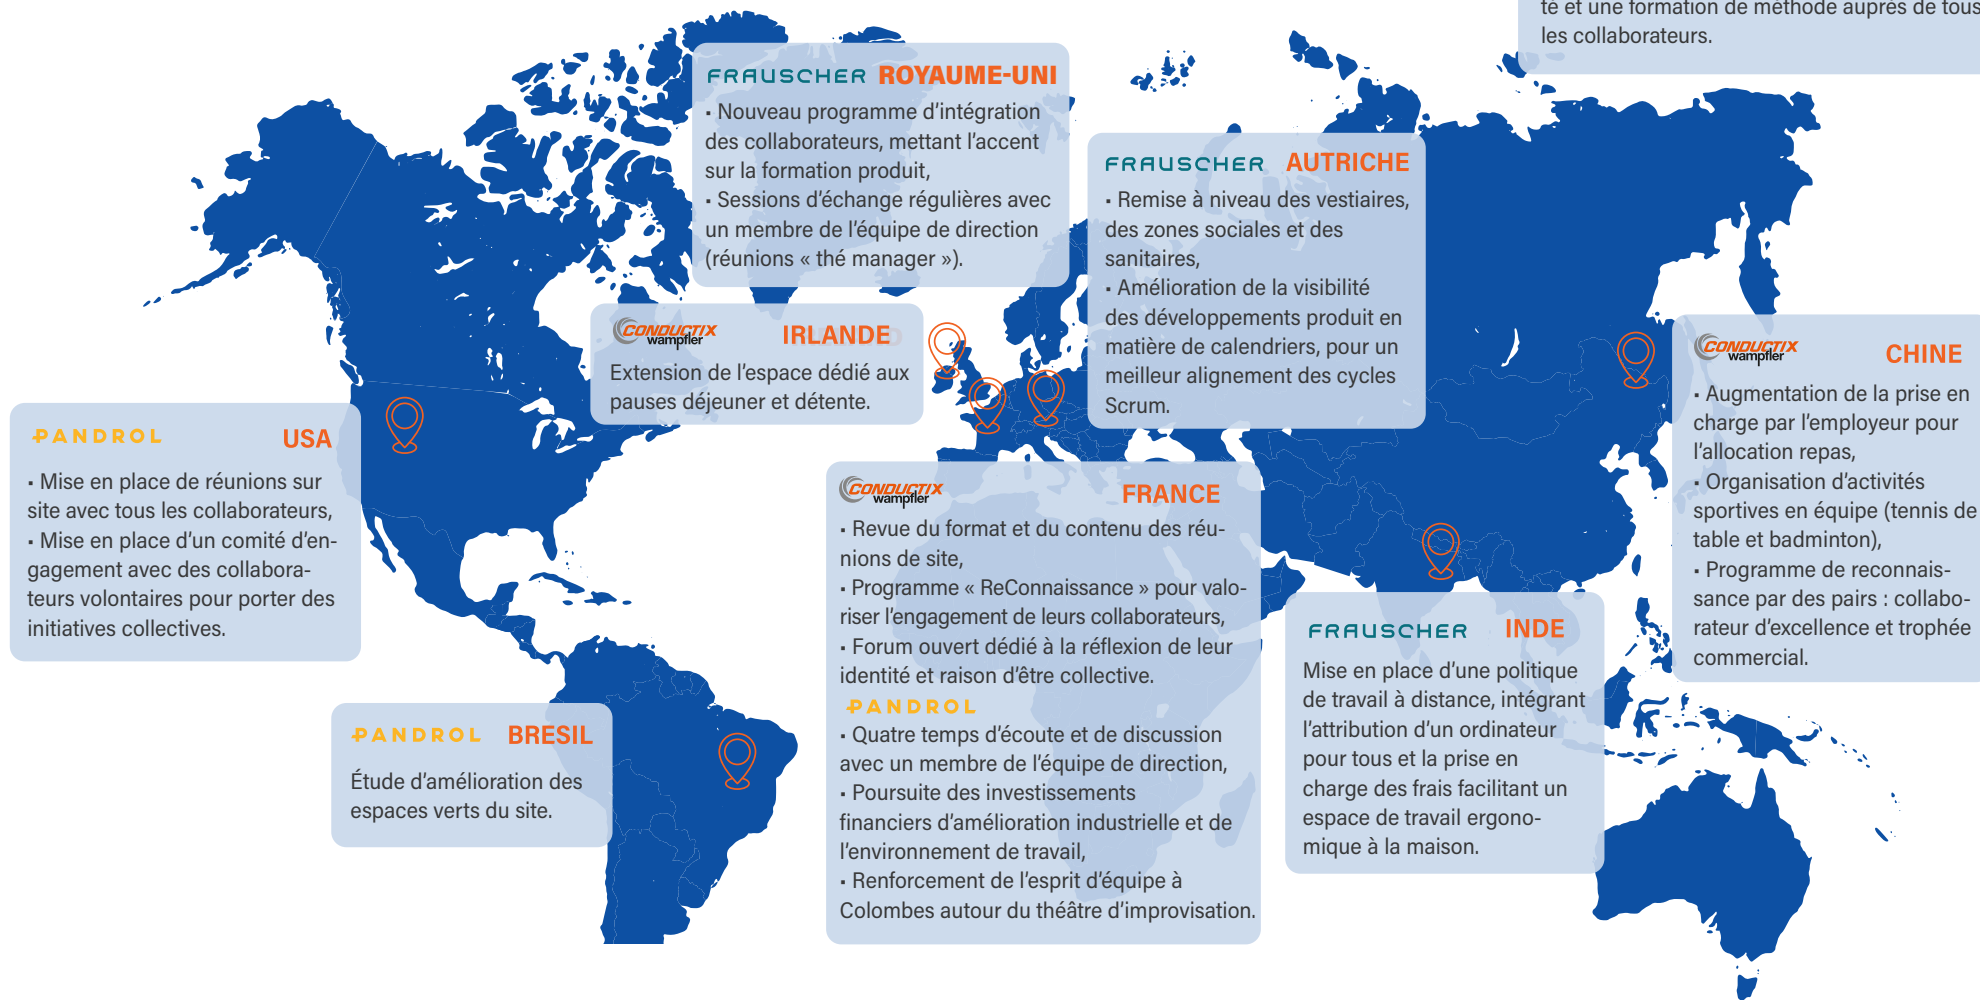 té et une formation de méthode auprès de tous
les collaborateurs.
FRAUSCHER ROYAUME-UNI
• Nouveau programme d'intégration
des collaborateurs, mettant l'accent
sur la formation produit,
• Sessions d'échange régulières avec
un membre de l'équipe de direction
(réunions « thé manager »).
FRAUSCHER AUTRICHE
• Remise à niveau des vestiaires,
des zones sociales et des
sanitaires,
• Amélioration de la visibilité
des développements produit en
matière de calendriers, pour un
meilleur alignement des cycles
Scrum.
CONDUCTIX
wampfler
IRLANDE
Extension de l'espace dédié aux
pauses déjeuner et détente.
CONDUCTIX
wampfler
CHINE
• Augmentation de la prise en
charge par l'employeur pour
l'allocation repas,
• Organisation d'activités
sportives en équipe (tennis de
table et badminton),
• Programme de reconnais-
sance par des pairs : collabo-
rateur d'excellence et trophée
commercial.
PANDROL USA
• Mise en place de réunions sur
site avec tous les collaborateurs,
• Mise en place d'un comité d'en-
gagement avec des collabora-
teurs volontaires pour porter des
initiatives collectives.
CONDUCTIX
wampfler
FRANCE
• Revue du format et du contenu des réu-
nions de site,
• Programme « ReConnaissance » pour valo-
riser l'engagement de leurs collaborateurs,
• Forum ouvert dédié à la réflexion de leur
identité et raison d'être collective.
PANDROL
• Quatre temps d'écoute et de discussion
avec un membre de l'équipe de direction,
• Poursuite des investissements
financiers d'amélioration industrielle et de
l'environnement de travail,
• Renforcement de l'esprit d'équipe à
Colombes autour du théâtre d'improvisation.
FRAUSCHER INDE
Mise en place d'une politique
de travail à distance, intégrant
l'attribution d'un ordinateur
pour tous et la prise en
charge des frais facilitant un
espace de travail ergono-
mique à la maison.
PANDROL BRESIL
Étude d'amélioration des
espaces verts du site.